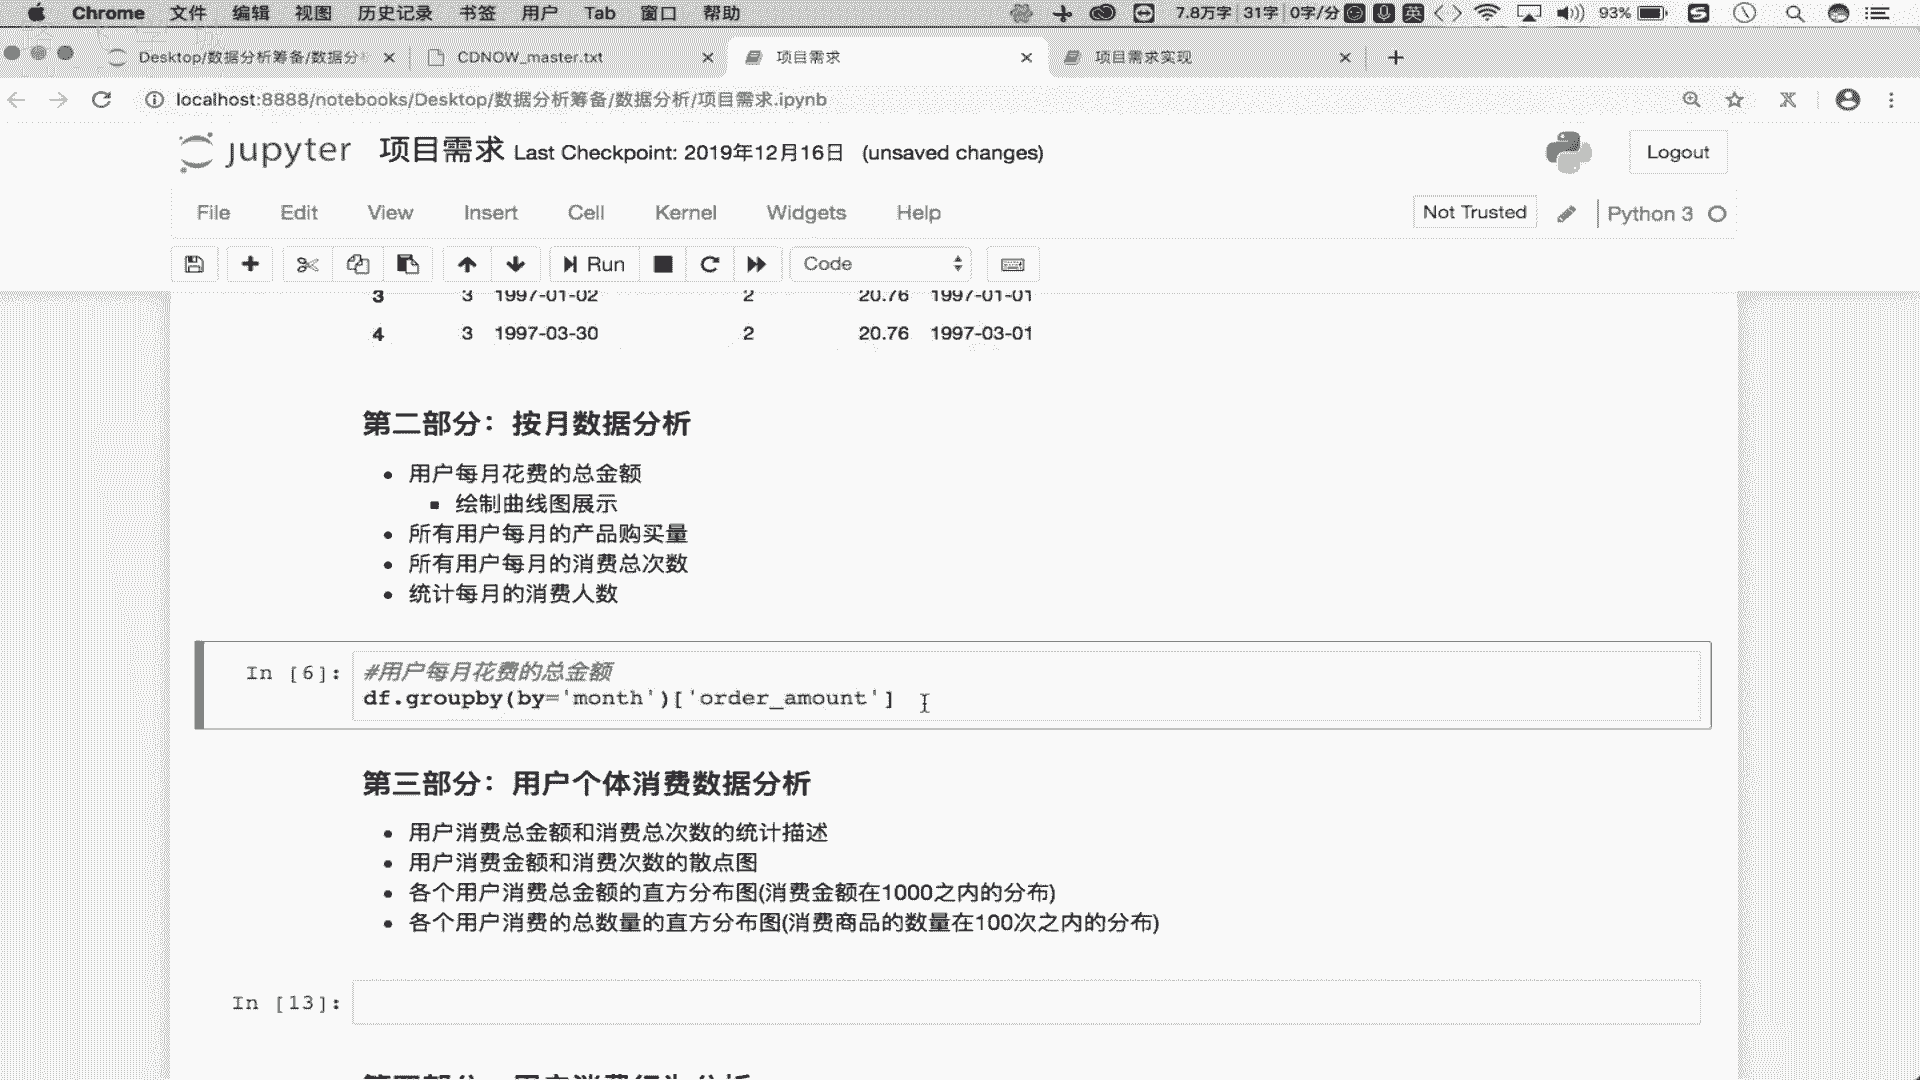 Chrome 文件 编辑 视图 历史记录 书签 用户 Tab 窗口 帮助 7.8万字 31字 0字/分 英 93%
Desktop/数据分析筹备/数据分 CDNOW_master.txt 项目需求 项目需求实现
localhost:8888/notebooks/Desktop/数据分析筹备/数据分析/项目需求.ipynb
jupyter 项目需求 Last Checkpoint: 2019年12月16日 (unsaved changes) Logout
File Edit View Insert Cell Kernel Widgets Help Not Trusted Python 3
Run Code
3 3 1997-01-02 2 20.76 1997-01-01
4 3 1997-03-30 2 20.76 1997-03-01
第二部分：按月数据分析
用户每月花费的总金额
绘制曲线图展示
所有用户每月的产品购买量
所有用户每月的消费总次数
统计每月的消费人数
In [6]: #用户每月花费的总金额
df.groupby(by='month')['order_amount']
第三部分：用户个体消费数据分析
用户消费总金额和消费总次数的统计描述
用户消费金额和消费次数的散点图
各个用户消费总金额的直方分布图(消费金额在1000之内的分布)
各个用户消费的总数量的直方分布图(消费商品的数量在100次之内的分布)
In [13]: